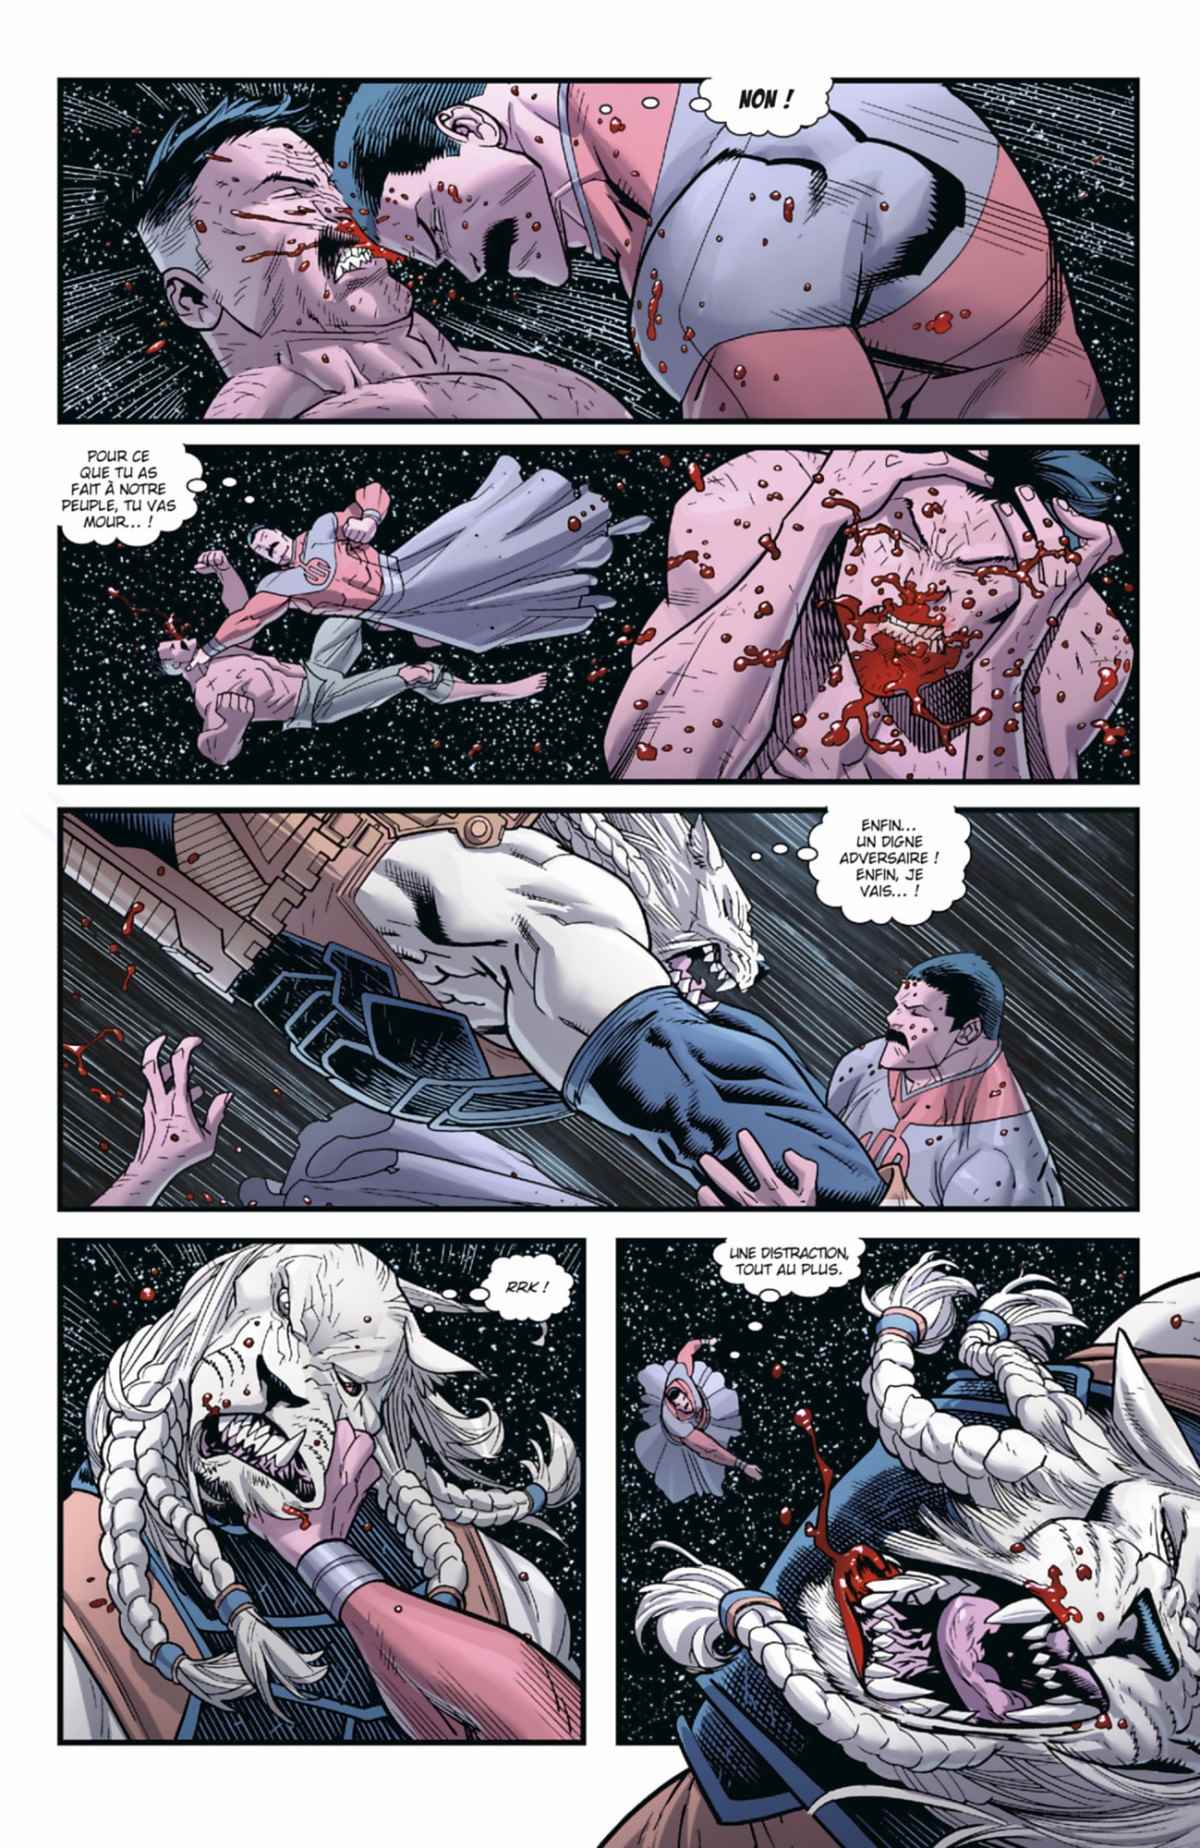 NON !
POUR CE
QUE TU AS
FAIT À NOTRE
PEUPLE, TU VAS
MOUR... !
ENFIN...
UN DIGNE
ADVERSAIRE !
ENFIN, JE
VAIS... !
RRK !
UNE DISTRACTION,
TOUT AU PLUS.